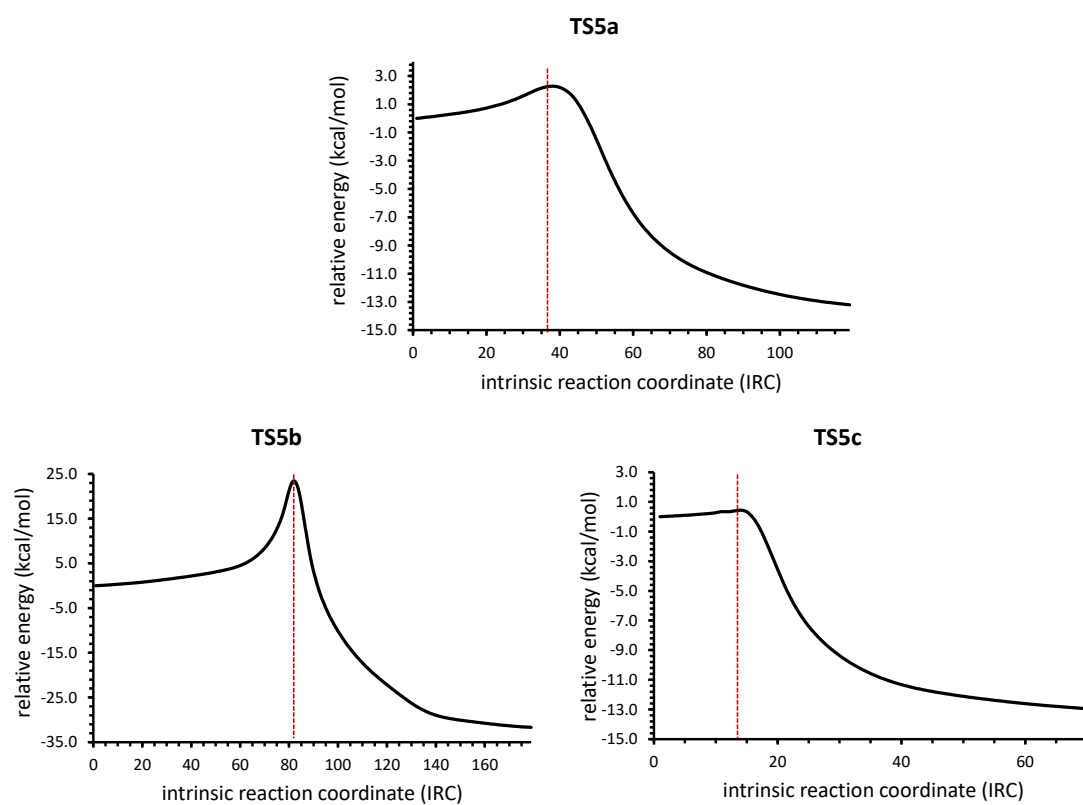 TS5a
relative energy (kcal/mol)
3.0
1.0
-1.0
-3.0
-5.0
-7.0
-9.0
-11.0
-13.0
-15.0
0 20 40 60 80 100
intrinsic reaction coordinate (IRC)
TS5b
relative energy (kcal/mol)
25.0
15.0
5.0
-5.0
-15.0
-25.0
-35.0
0 20 40 60 80 100 120 140 160
intrinsic reaction coordinate (IRC)
TS5c
relative energy (kcal/mol)
3.0
1.0
-1.0
-3.0
-5.0
-7.0
-9.0
-11.0
-13.0
-15.0
0 20 40 60
intrinsic reaction coordinate (IRC)